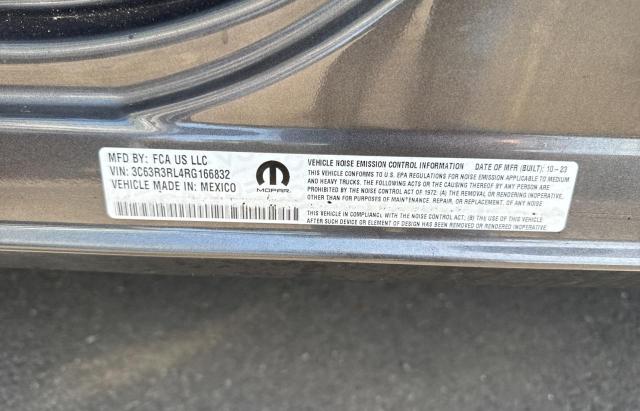 MFD BY: FCA US LLC
VIN: 3C63R3RL4RG166832
VEHICLE MADE IN: MEXICO
MOPAR
VEHICLE NOISE EMISSION CONTROL INFORMATION DATE OF MFR (BUILT): 10-23
VEHICLE CONFORMS TO U.S. EPA REGULATIONS FOR NOISE EMISSION APPLICABLE TO MEDIUM
AND HEAVY TRUCKS. THE FOLLOWING ACTS OR CAUSING THEREOF BY ANY PERSON ARE
PROHIBITED BY THE NOISE CONTROL ACT OF 1972: (A) THE REMOVING OR RENDERING INOPERATIVE,
OTHER THAN FOR PURPOSES OF MAINTENANCE, REPAIR, OR REPLACEMENT, OF ANY NOISE
THIS VEHICLE IN COMPLIANCE WITH THE NOISE CONTROL ACT; (B) THE USE OF THIS VEHICLE
AFTER SUCH DEVICE OR ELEMENT OF DESIGN HAS BEEN REMOVED OR RENDERED INOPERATIVE